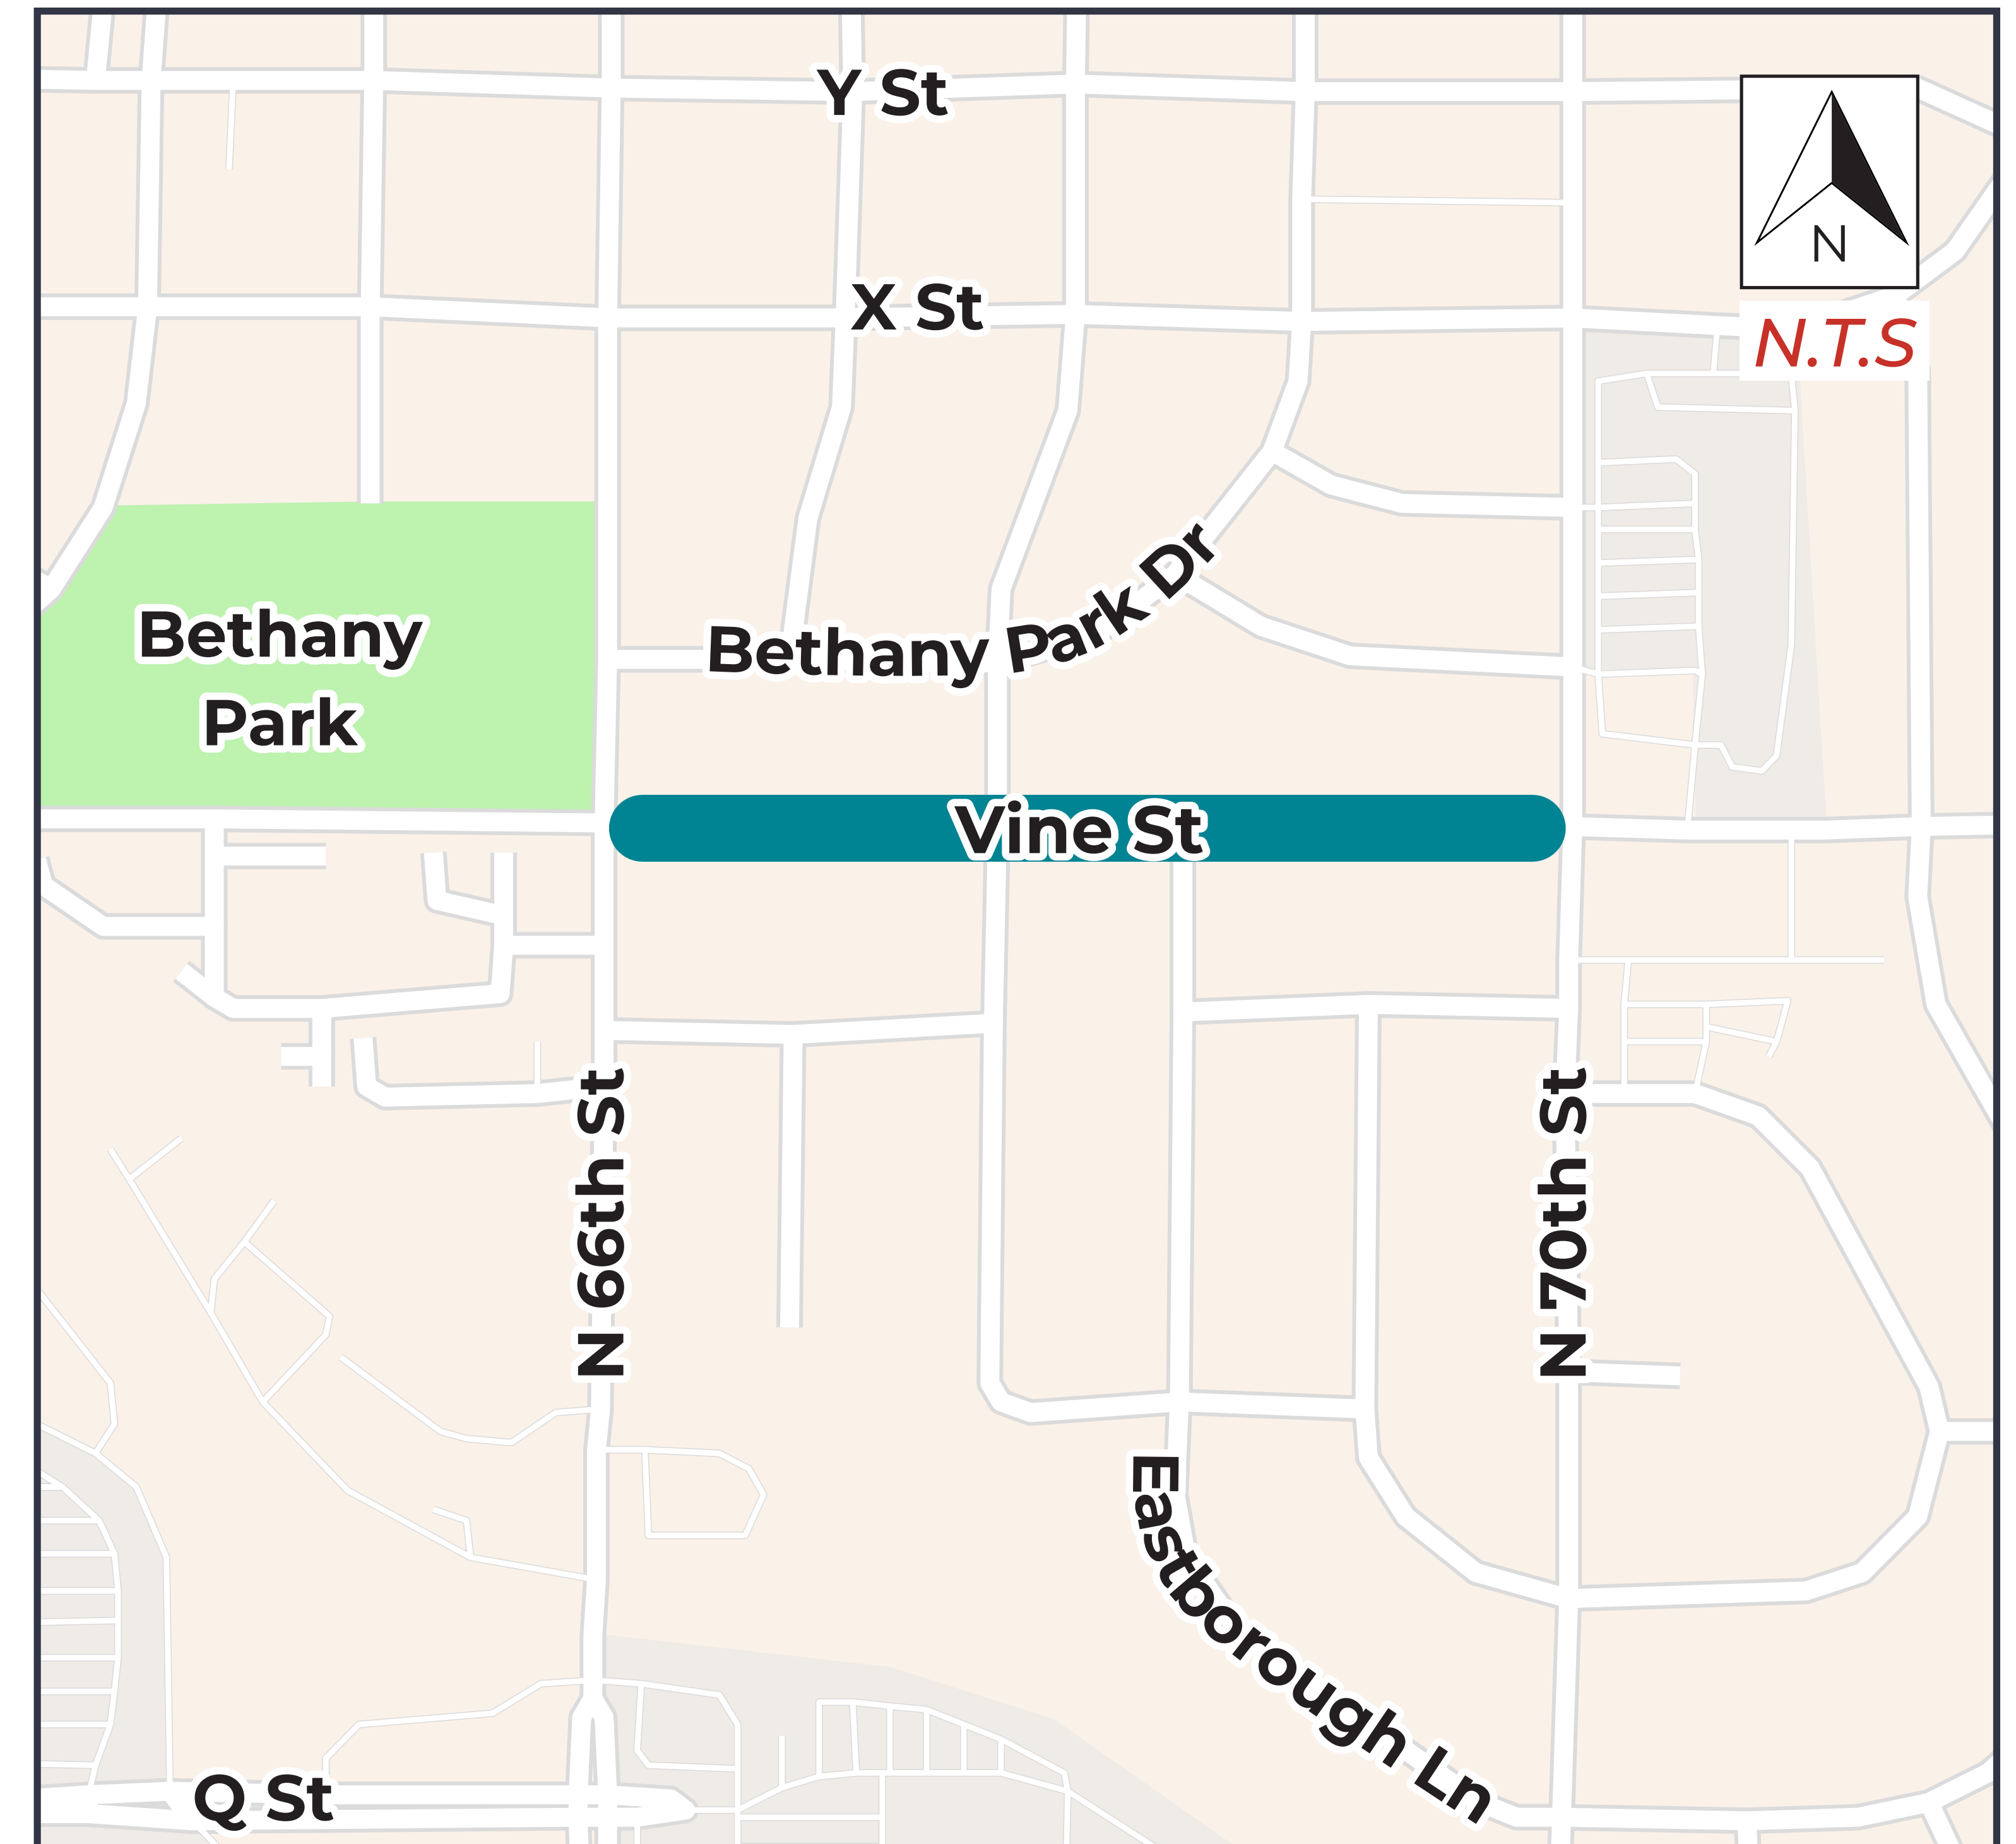 Y St
N
X St
N.T.S
Bethany
Park
Bethany Park Dr
Vine St
N 66th St
N 70th St
Eastborough Ln
Q St